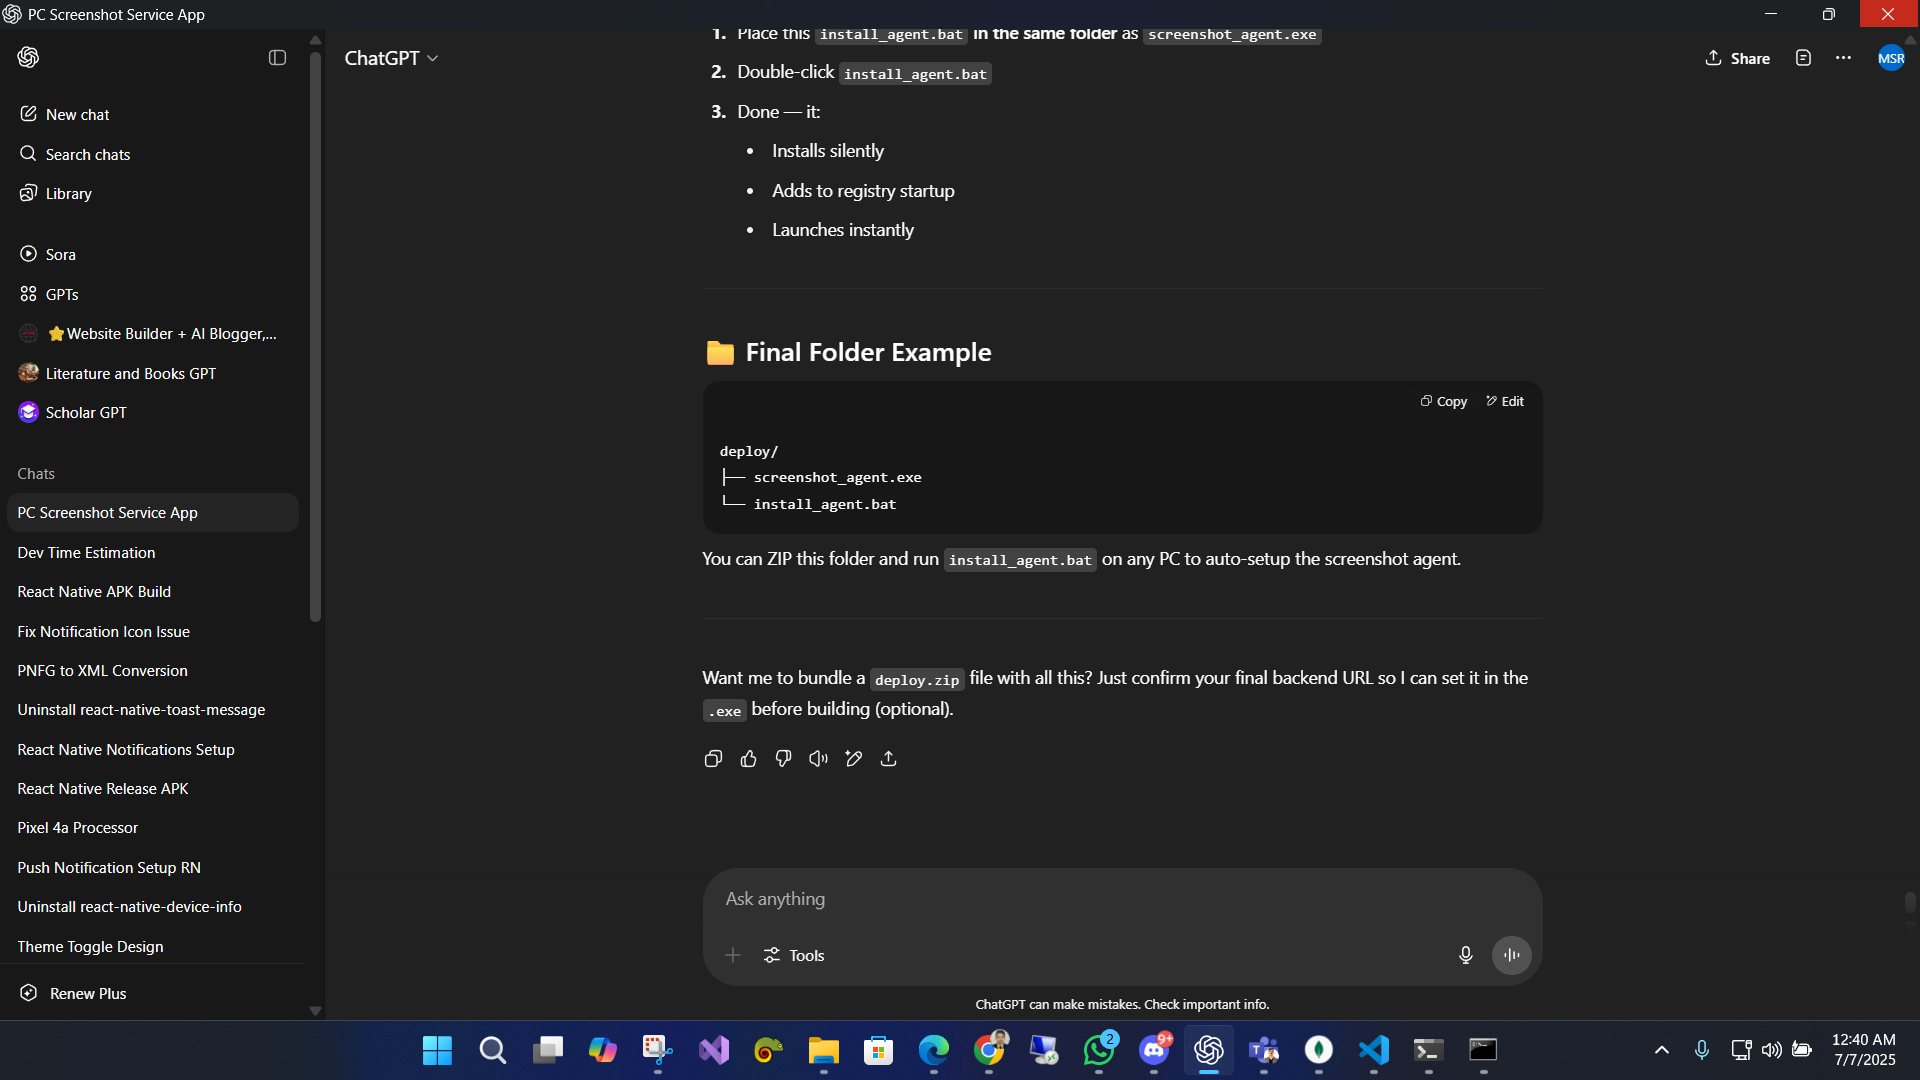 PC Screenshot Service App
ChatGPT
Share
MSR
New chat
Search chats
Library
Sora
GPTs
⭐Website Builder + AI Blogger,...
Literature and Books GPT
Scholar GPT
Chats
PC Screenshot Service App
Dev Time Estimation
React Native APK Build
Fix Notification Icon Issue
PNFG to XML Conversion
Uninstall react-native-toast-message
React Native Notifications Setup
React Native Release APK
Pixel 4a Processor
Push Notification Setup RN
Uninstall react-native-device-info
Theme Toggle Design
Renew Plus
1. Place this install_agent.bat in the same folder as screenshot_agent.exe
2. Double-click install_agent.bat
3. Done — it:
• Installs silently
• Adds to registry startup
• Launches instantly
📁 Final Folder Example
Copy Edit
deploy/
├── screenshot_agent.exe
└── install_agent.bat
You can ZIP this folder and run install_agent.bat on any PC to auto-setup the screenshot agent.
Want me to bundle a deploy.zip file with all this? Just confirm your final backend URL so I can set it in the
.exe before building (optional).
Ask anything
Tools
ChatGPT can make mistakes. Check important info.
2
9+
12:40 AM
7/7/2025